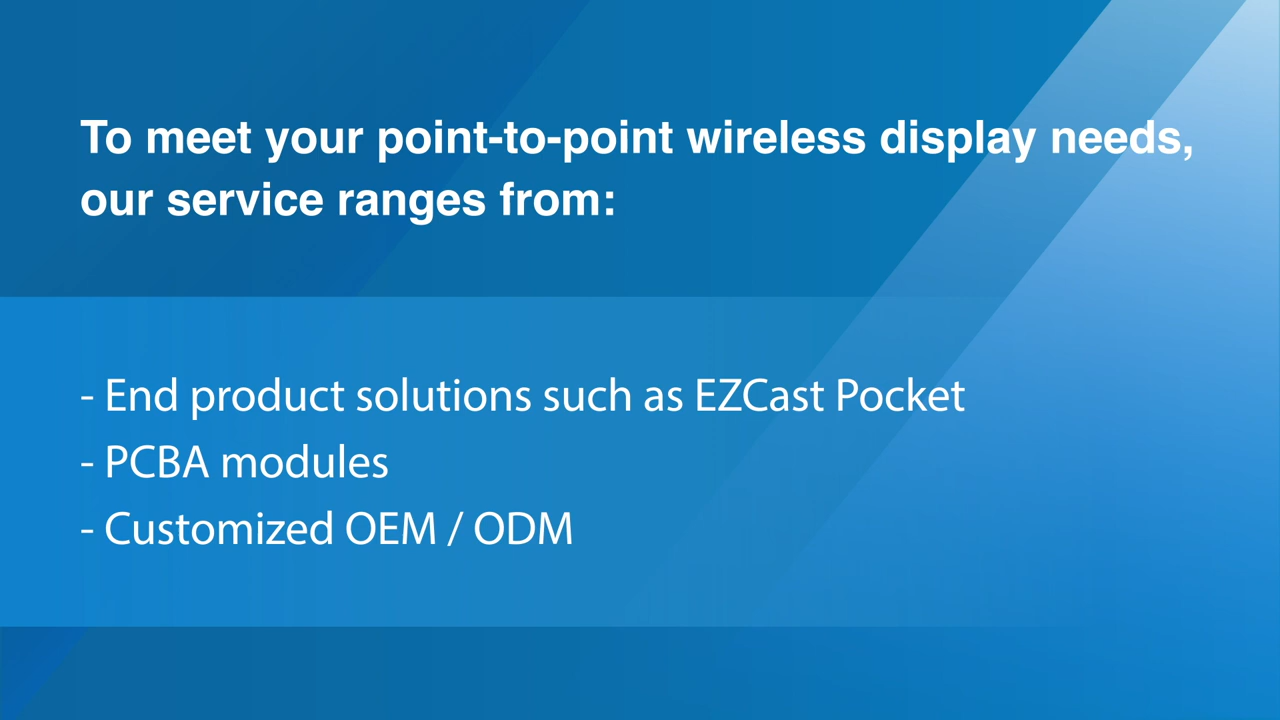 To meet your point-to-point wireless display needs,
our service ranges from:
- End product solutions such as EZCast Pocket
- PCBA modules
- Customized OEM / ODM